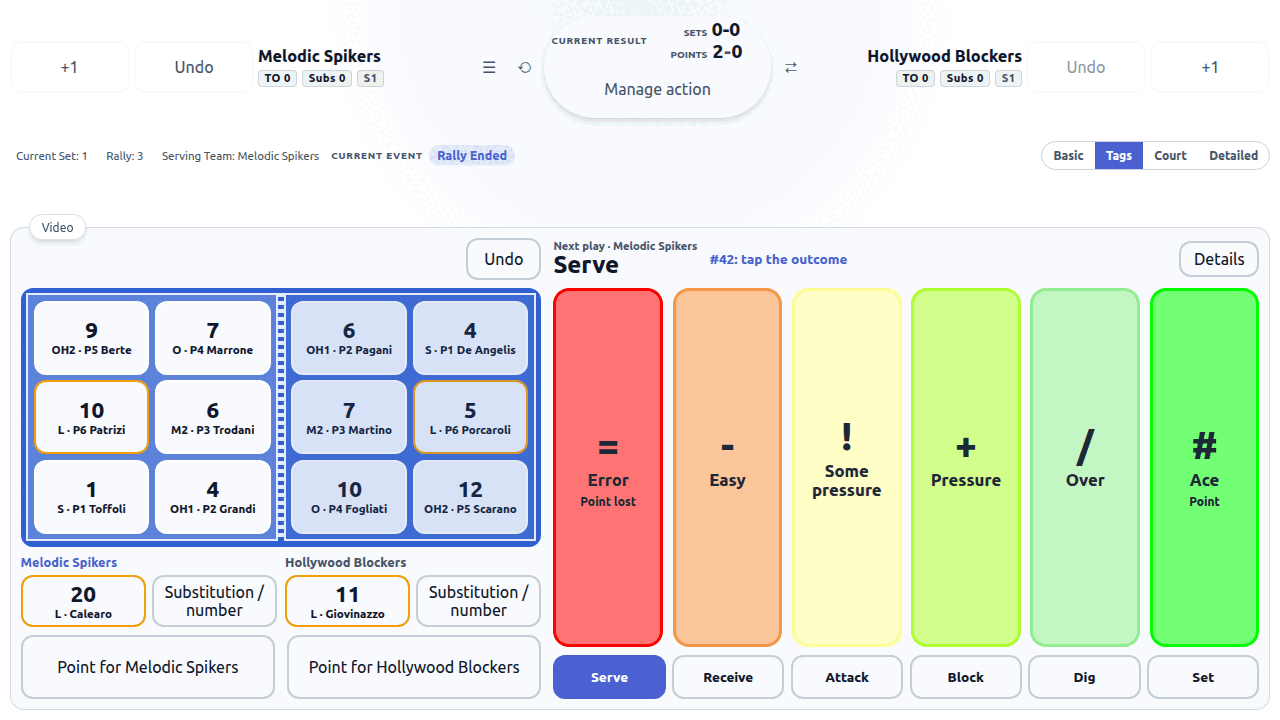 +1
Undo
Melodic Spikers
TO 0 Subs 0 S1
☰
CURRENT RESULT
SETS 0-0
POINTS 2-0
Manage action
Hollywood Blockers
TO 0 Subs 0 S1
Undo
+1
Current Set: 1 Rally: 3 Serving Team: Melodic Spikers CURRENT EVENT Rally Ended
Basic Tags Court Detailed
Video
Undo
Next play · Melodic Spikers
Serve
#42: tap the outcome
Details
9
OH2 · P5 Berte
7
O · P4 Marrone
6
OH1 · P2 Pagani
4
S · P1 De Angelis
10
L · P6 Patrizi
6
M2 · P3 Trodani
7
M2 · P3 Martino
5
L · P6 Porcaroli
1
S · P1 Toffoli
4
OH1 · P2 Grandi
10
O · P4 Fogliati
12
OH2 · P5 Scarano
=
Error
Point lost
-
Easy
!
Some
pressure
+
Pressure
/
Over
#
Ace
Point
Melodic Spikers
20
L · Calearo
Substitution /
number
Hollywood Blockers
11
L · Giovinazzo
Substitution /
number
Point for Melodic Spikers
Point for Hollywood Blockers
Serve
Receive
Attack
Block
Dig
Set